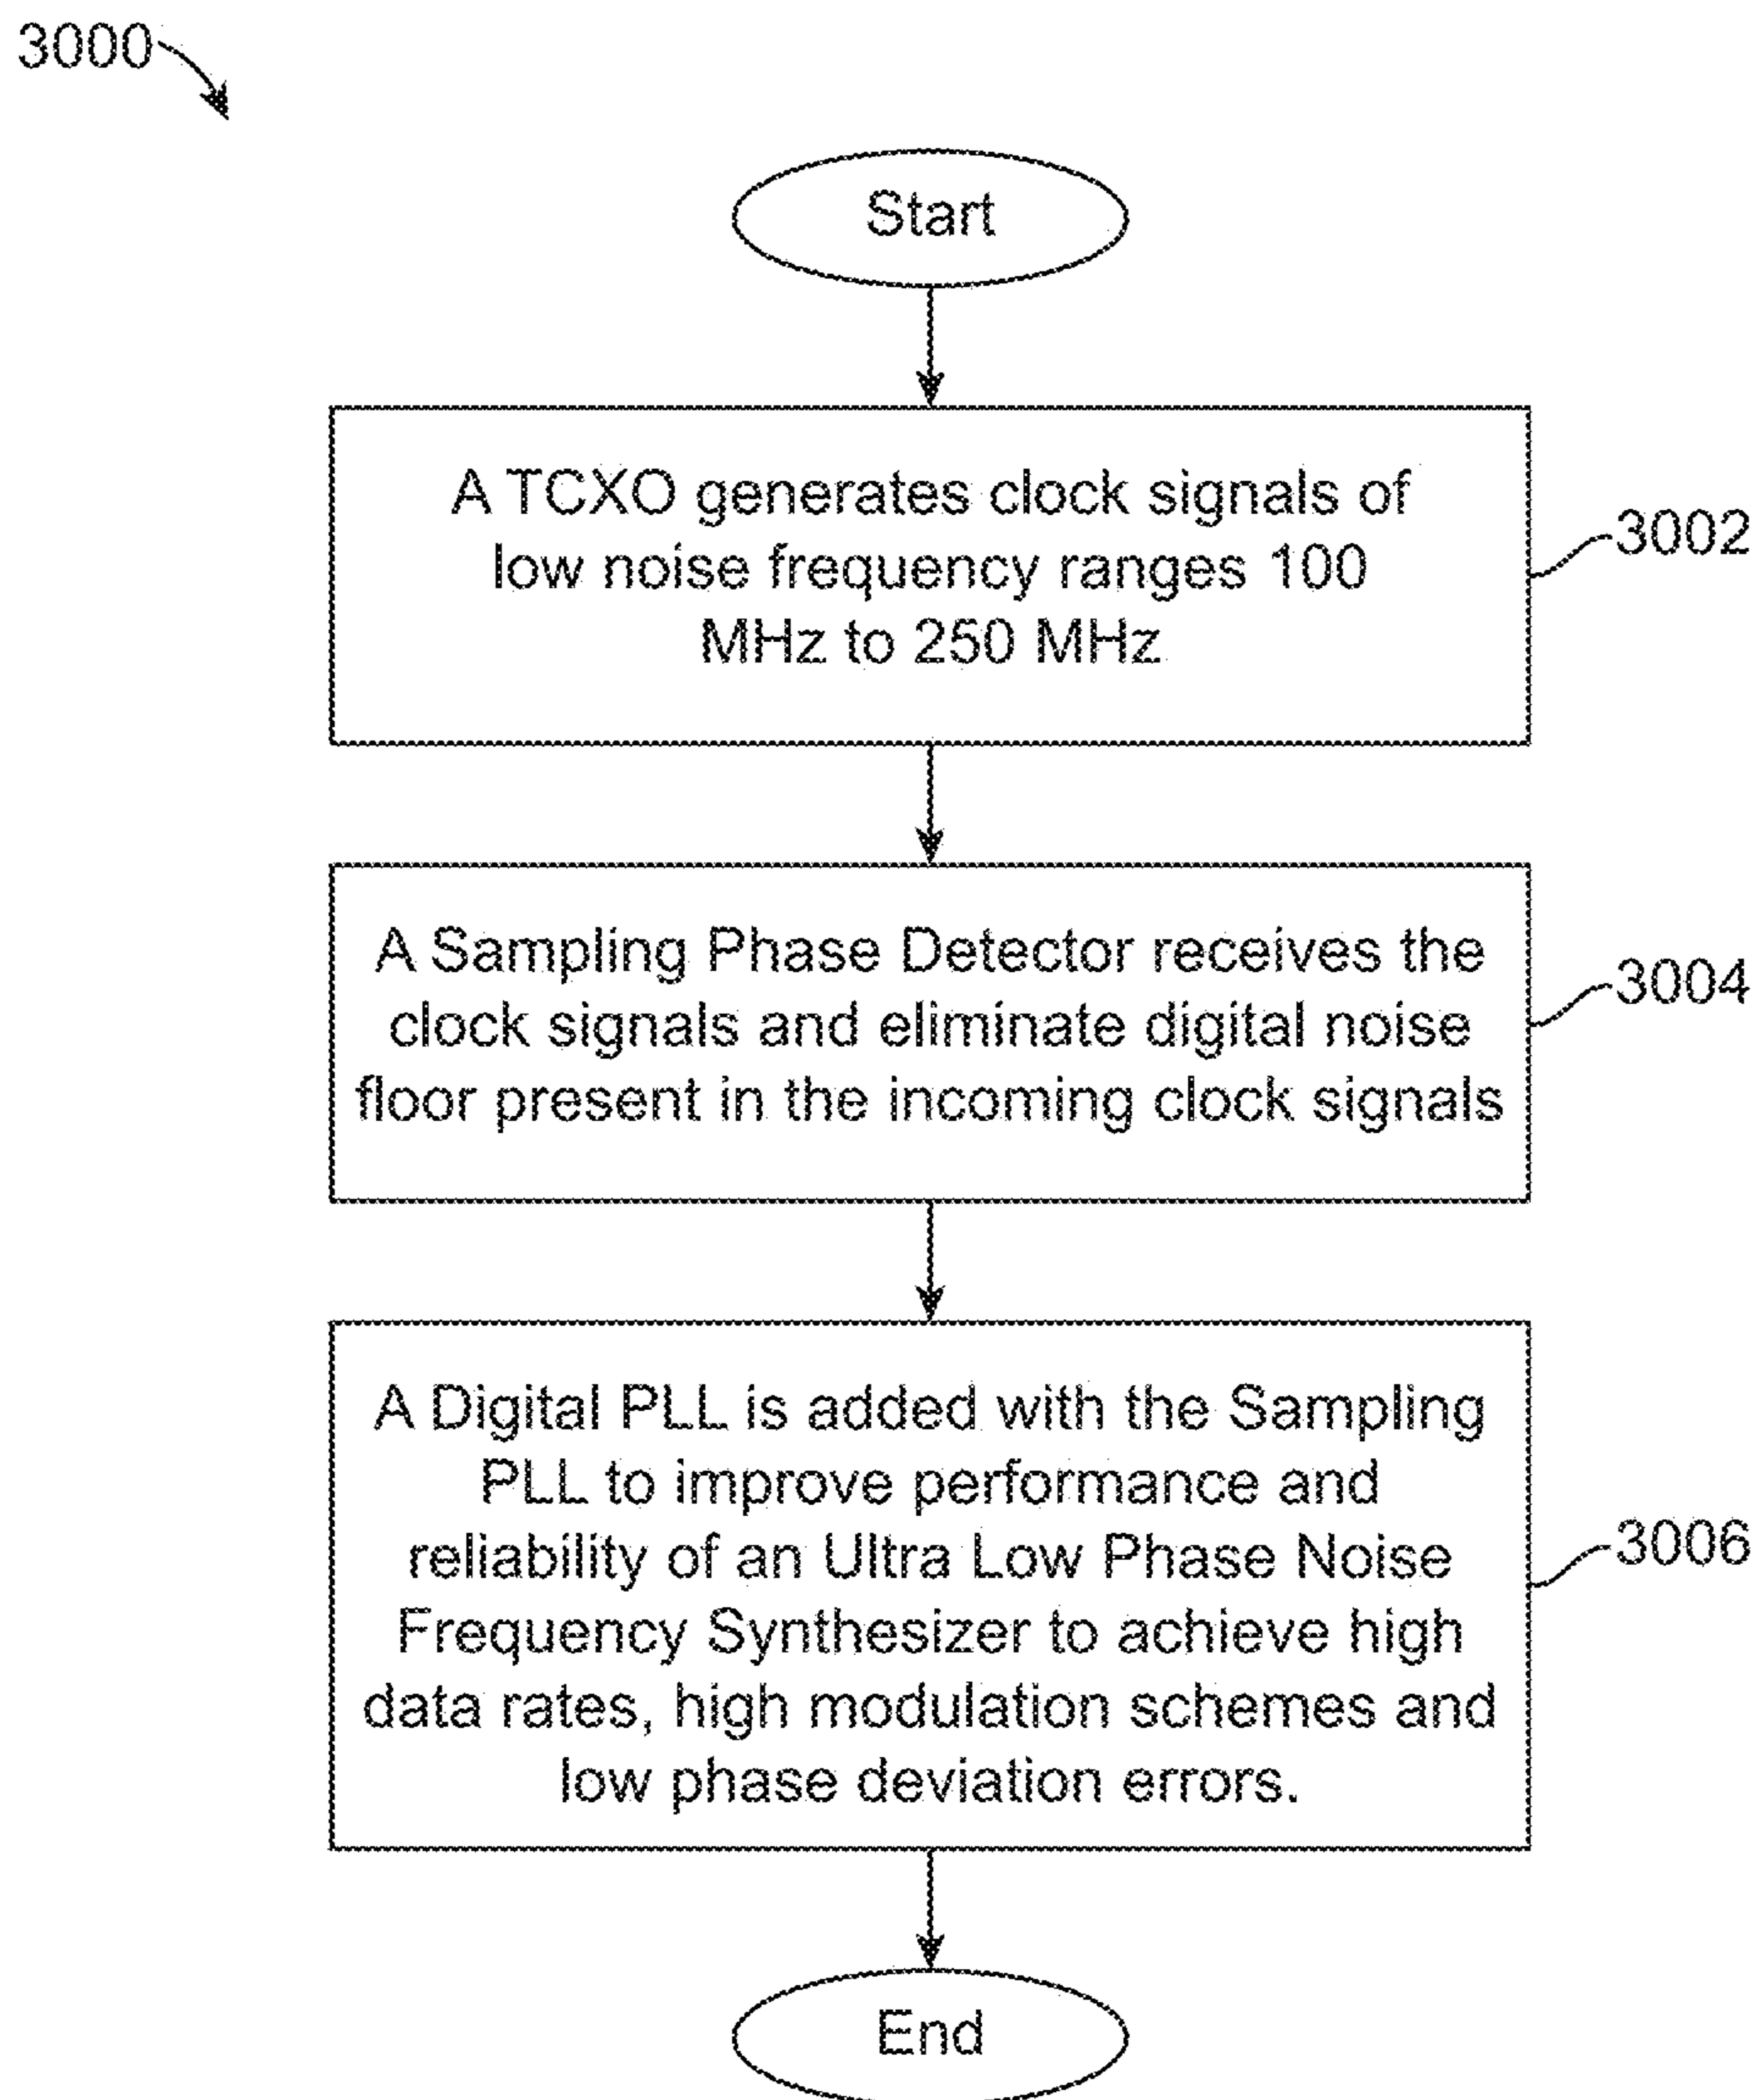 3000
Start
A TCXO generates clock signals of
low noise frequency ranges 100
MHz to 250 MHz
3002
A Sampling Phase Detector receives the
clock signals and eliminate digital noise
floor present in the incoming clock signals
3004
A Digital PLL is added with the Sampling
PLL to improve performance and
reliability of an Ultra Low Phase Noise
Frequency Synthesizer to achieve high
data rates, high modulation schemes and
low phase deviation errors.
3006
End